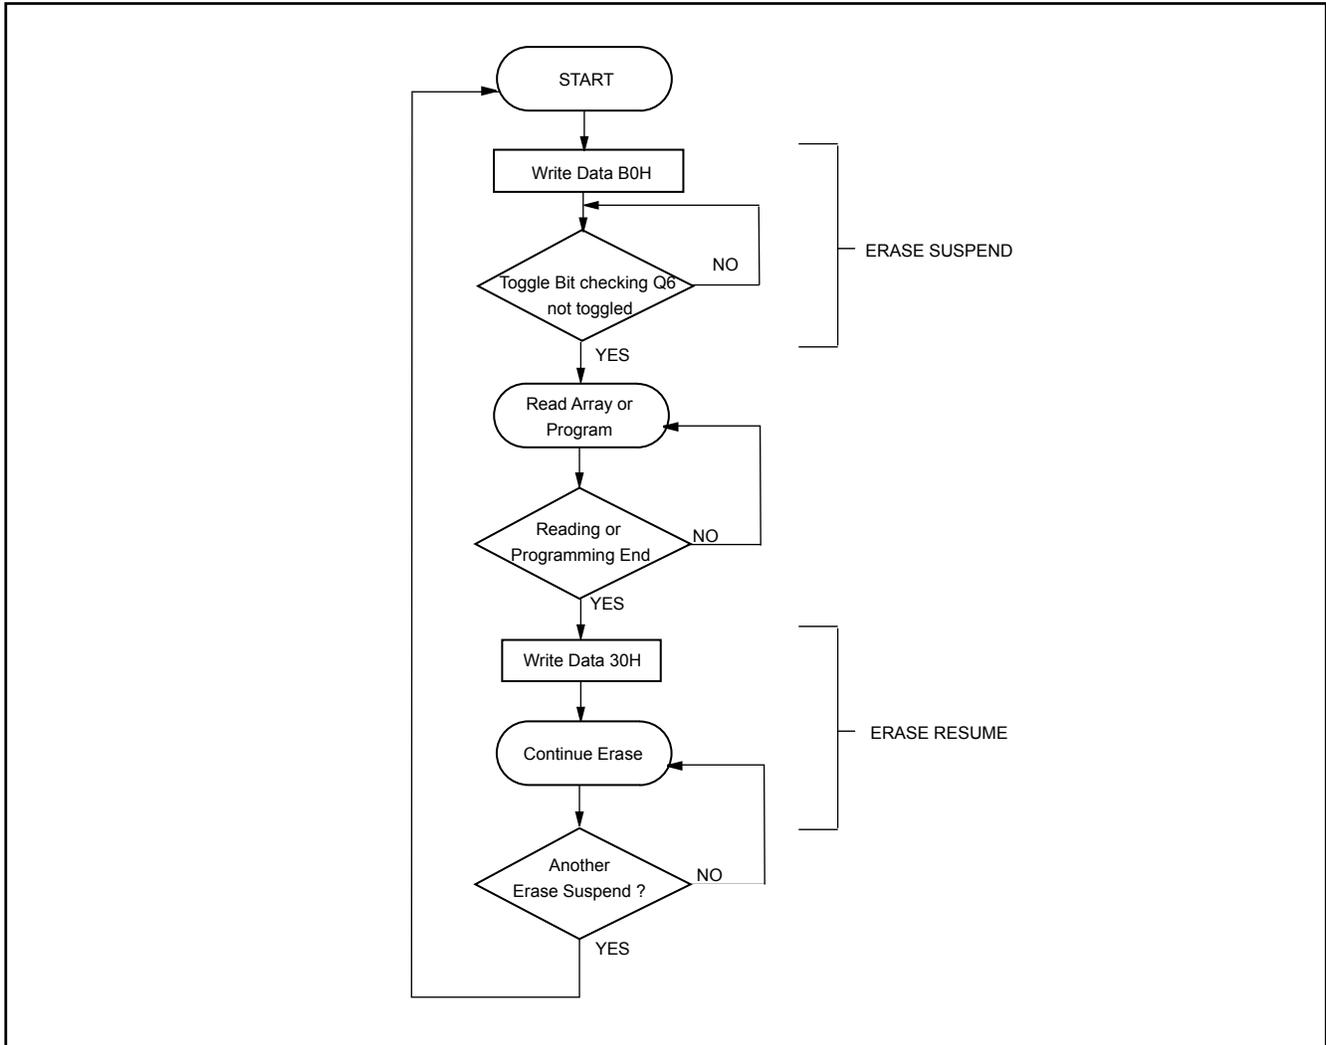 START
Write Data B0H
ERASE SUSPEND
NO
Toggle Bit checking Q6
not toggled
YES
Read Array or
Program
Reading or
Programming End
NO
YES
Write Data 30H
ERASE RESUME
Continue Erase
Another
Erase Suspend ?
NO
YES